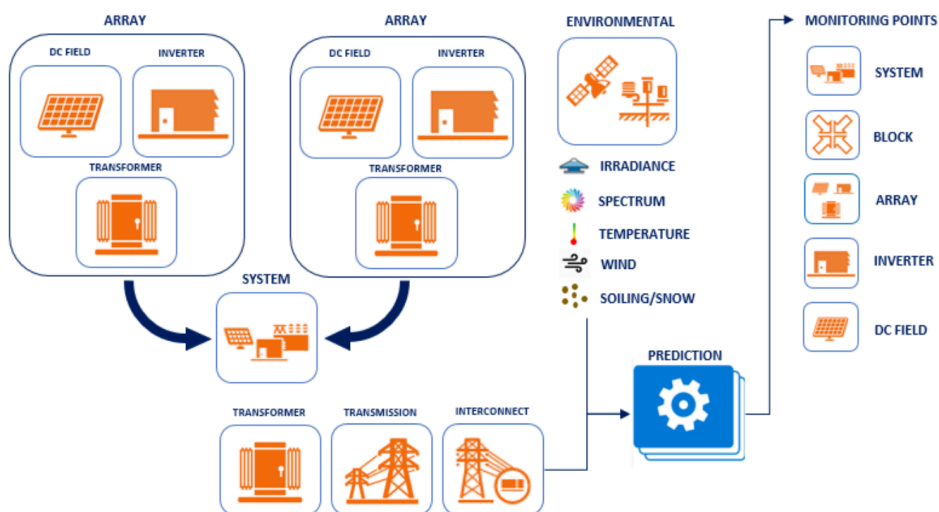 ARRAY
DC FIELD
INVERTER
TRANSFORMER
ARRAY
DC FIELD
INVERTER
TRANSFORMER
SYSTEM
TRANSFORMER
TRANSMISSION
INTERCONNECT
ENVIRONMENTAL
IRRADIANCE
SPECTRUM
TEMPERATURE
WIND
SOILING/SNOW
PREDICTION
MONITORING POINTS
SYSTEM
BLOCK
ARRAY
INVERTER
DC FIELD